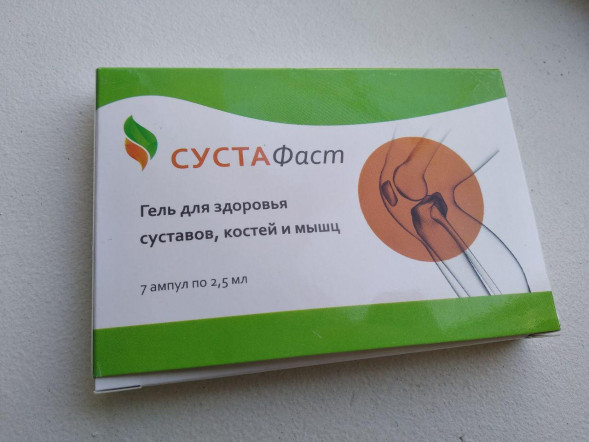 СУСТАФаст
Гель для здоровья
суставов, костей и мышц
7 ампул по 2,5 мл